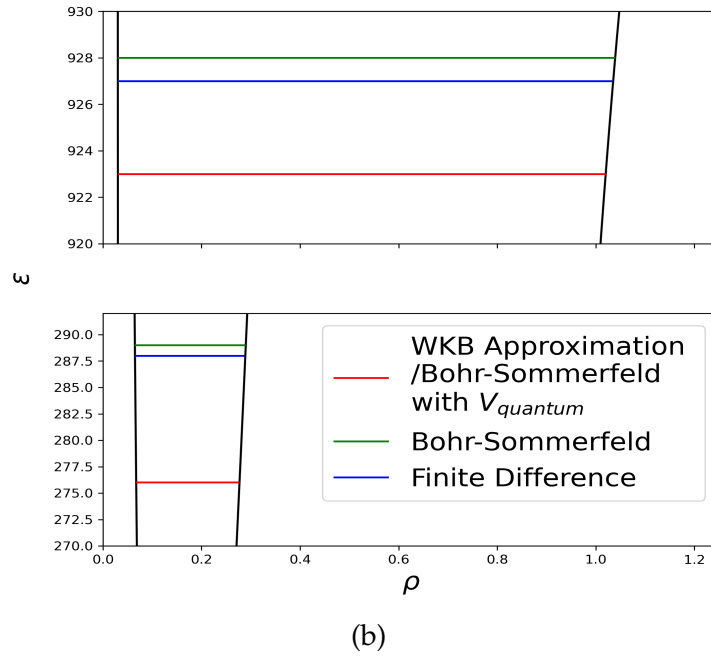 930
928
926
924
922
920
ε
290.0
287.5
285.0
282.5
280.0
277.5
275.0
272.5
270.0
WKB Approximation
/Bohr-Sommerfeld
with V_quantum
Bohr-Sommerfeld
Finite Difference
0.0 0.2 0.4 0.6 0.8 1.0 1.2
ρ
(b)